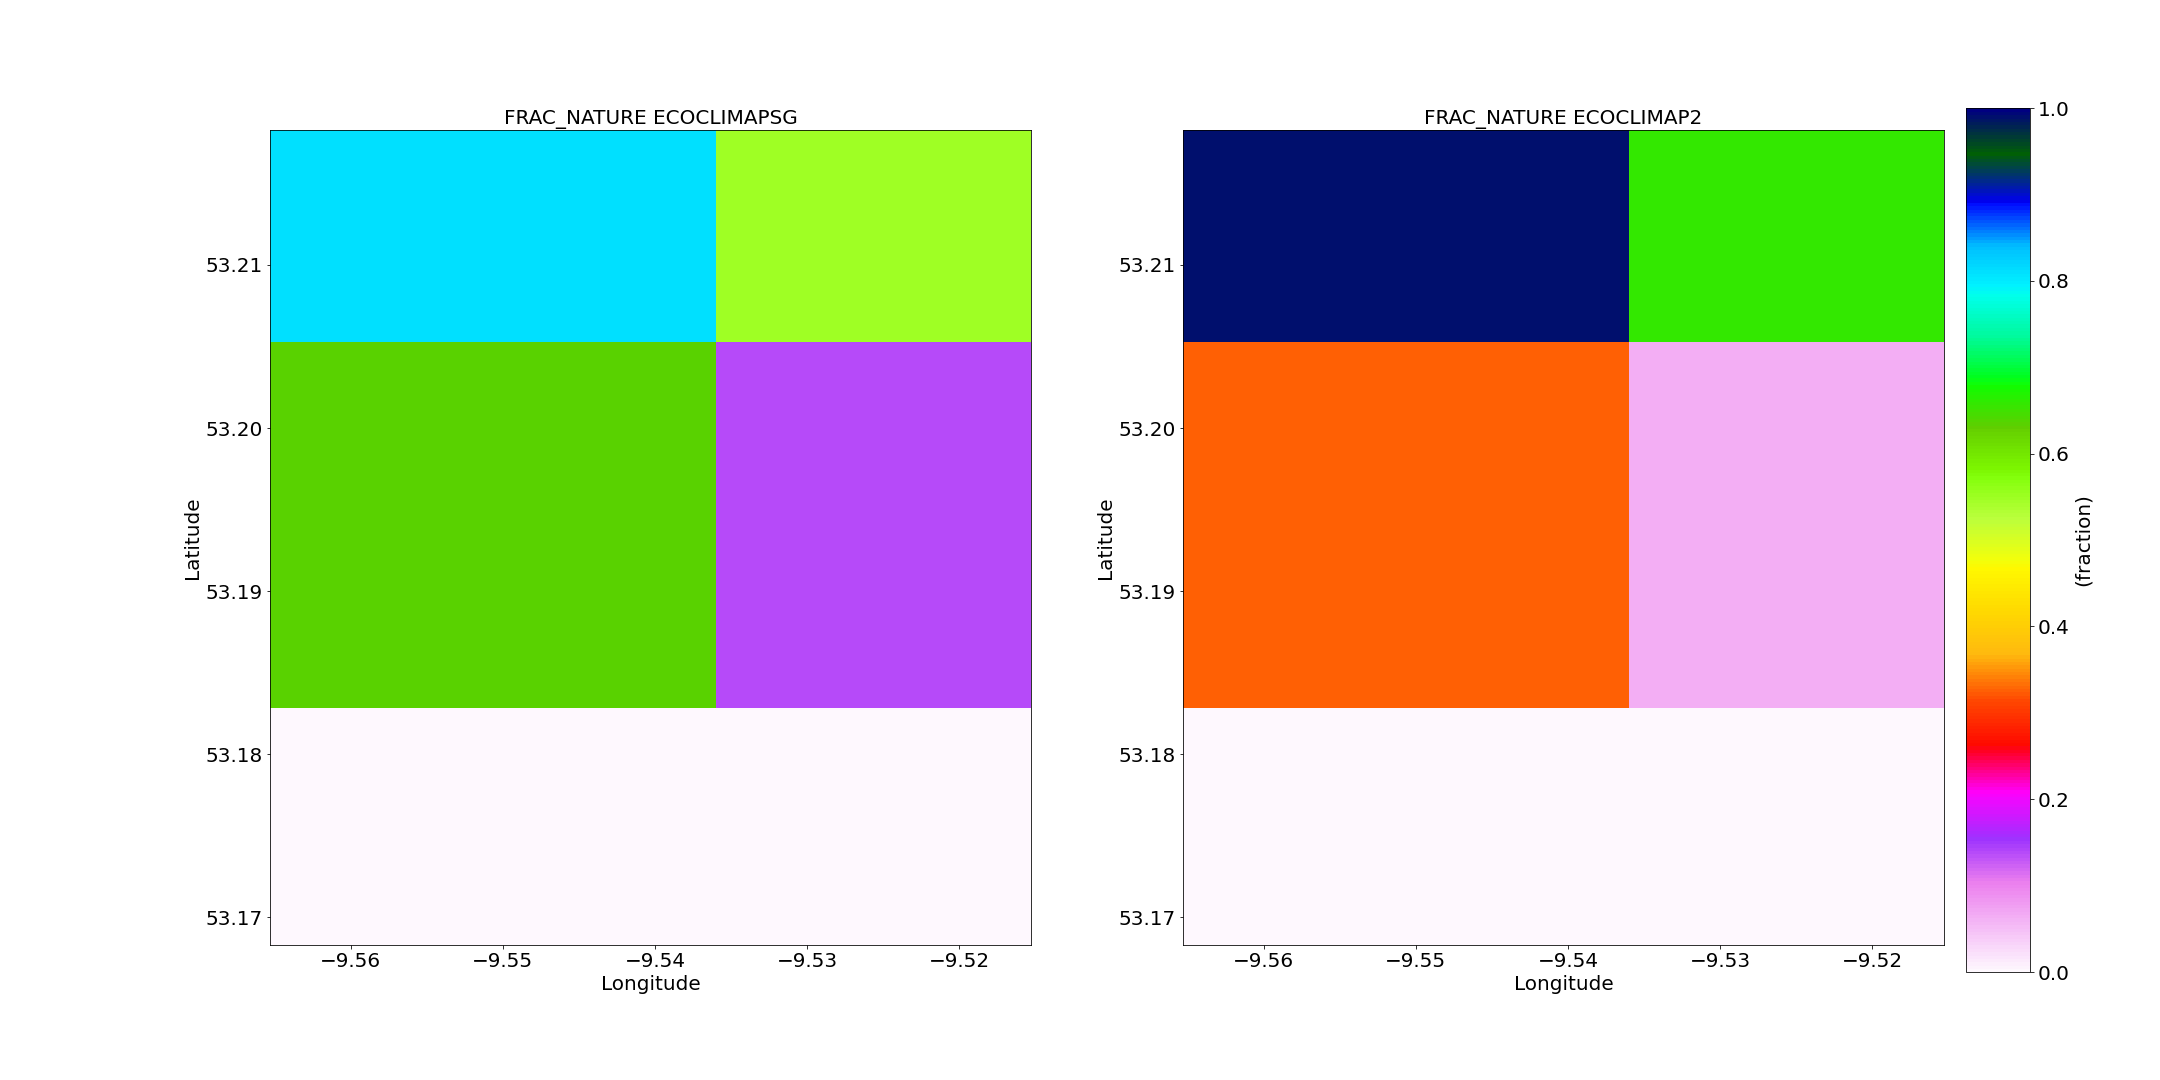 FRAC_NATURE ECOCLIMAPSG
53.21
53.20
53.19
53.18
53.17
Latitude
−9.56 −9.55 −9.54 −9.53 −9.52
Longitude
FRAC_NATURE ECOCLIMAP2
53.21
53.20
53.19
53.18
53.17
Latitude
−9.56 −9.55 −9.54 −9.53 −9.52
Longitude
1.0
0.8
0.6
0.4
0.2
0.0
(fraction)